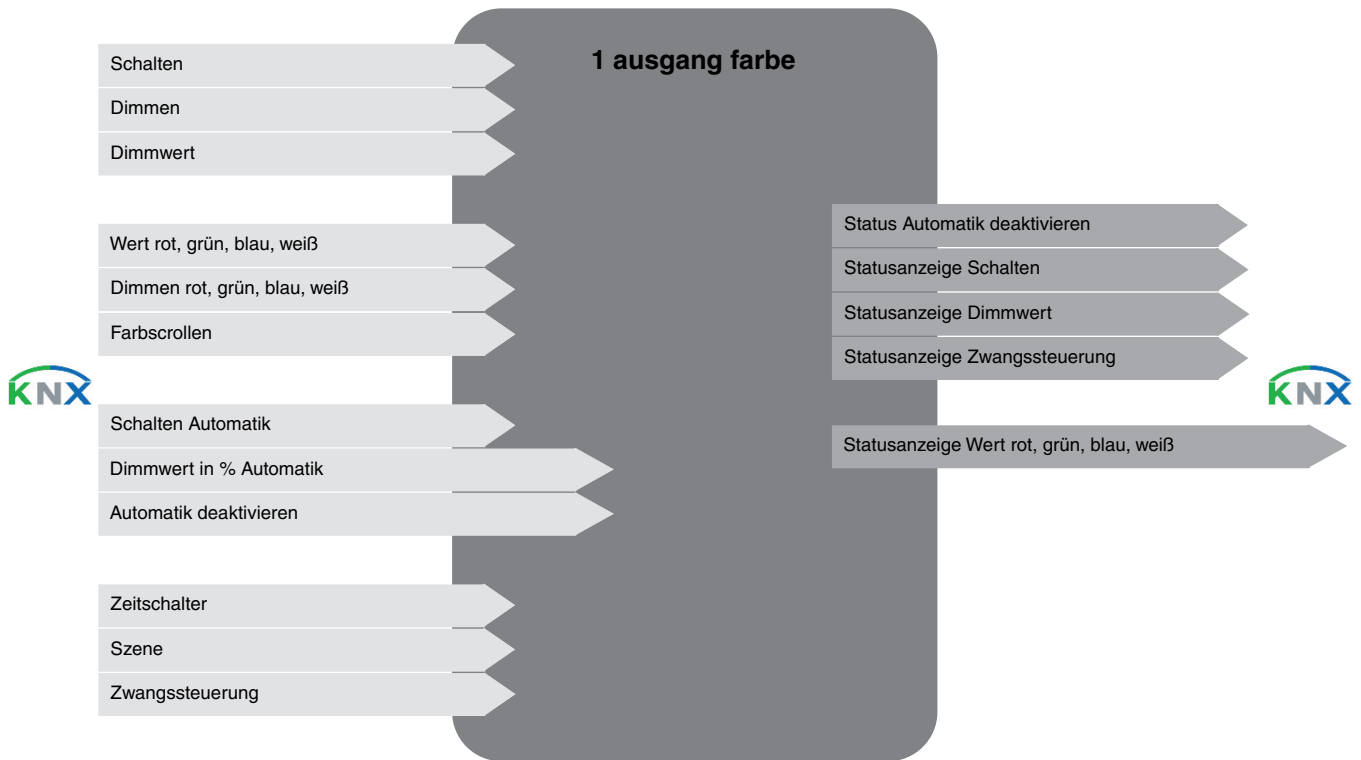 1 ausgang farbe
Schalten
Dimmen
Dimmwert
Wert rot, grün, blau, weiß
Dimmen rot, grün, blau, weiß
Farbscrollen
KNX
Schalten Automatik
Dimmwert in % Automatik
Automatik deaktivieren
Zeitschalter
Szene
Zwangssteuerung
Status Automatik deaktivieren
Statusanzeige Schalten
Statusanzeige Dimmwert
Statusanzeige Zwangssteuerung
KNX
Statusanzeige Wert rot, grün, blau, weiß